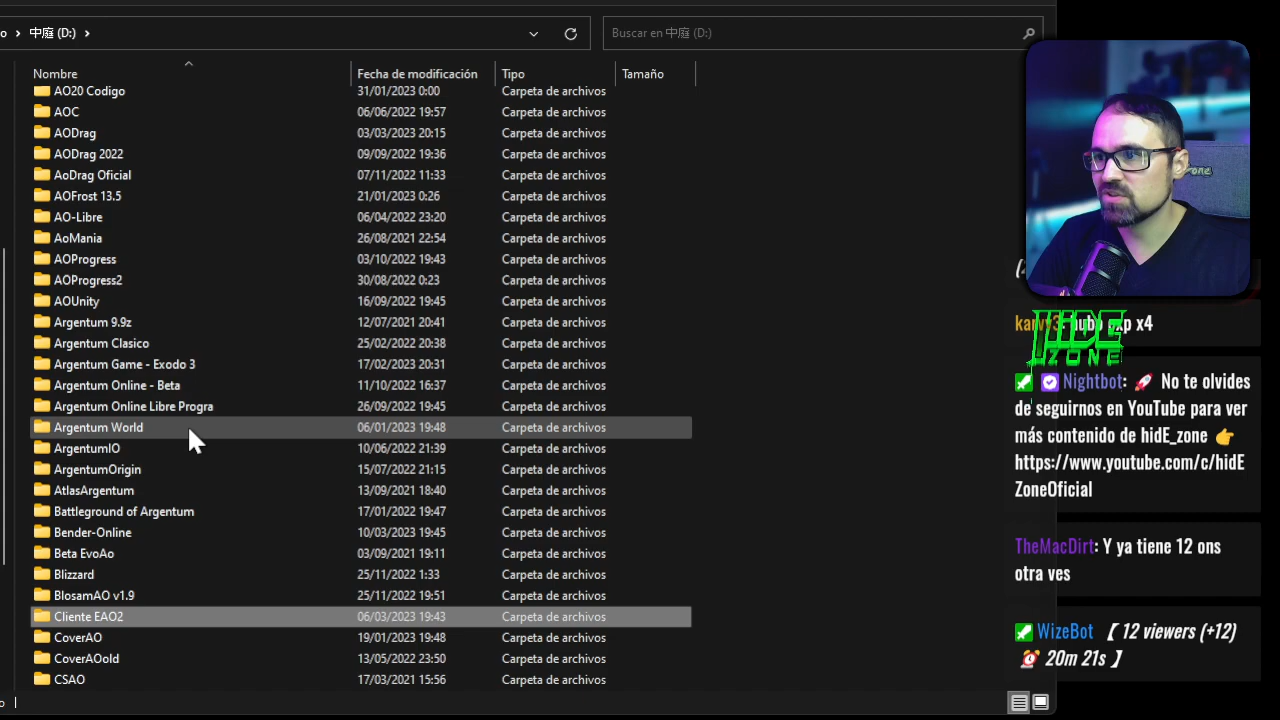 o > 中庭 (D:) >
Buscar en 中庭 (D:)
Nombre Fecha de modificación Tipo Tamaño
AO20 Codigo 31/01/2023 0:00 Carpeta de archivos
AOC 06/06/2022 19:57 Carpeta de archivos
AODrag 03/03/2023 20:15 Carpeta de archivos
AODrag 2022 09/09/2022 19:36 Carpeta de archivos
AoDrag Oficial 07/11/2022 11:33 Carpeta de archivos
AOFrost 13.5 21/01/2023 0:26 Carpeta de archivos
AO-Libre 06/04/2022 23:20 Carpeta de archivos
AoMania 26/08/2021 22:54 Carpeta de archivos
AOProgress 03/10/2022 19:43 Carpeta de archivos
AOProgress2 30/08/2022 0:23 Carpeta de archivos
AOUnity 16/09/2022 19:45 Carpeta de archivos
Argentum 9.9z 12/07/2021 20:41 Carpeta de archivos
Argentum Clasico 25/02/2022 20:38 Carpeta de archivos
Argentum Game - Exodo 3 17/02/2023 20:31 Carpeta de archivos
Argentum Online - Beta 11/10/2022 16:37 Carpeta de archivos
Argentum Online Libre Progra 26/09/2022 19:45 Carpeta de archivos
Argentum World 06/01/2023 19:48 Carpeta de archivos
ArgentumIO 10/06/2022 21:39 Carpeta de archivos
ArgentumOrigin 15/07/2022 21:15 Carpeta de archivos
AtlasArgentum 13/09/2021 18:40 Carpeta de archivos
Battleground of Argentum 17/01/2022 19:47 Carpeta de archivos
Bender-Online 10/03/2023 19:45 Carpeta de archivos
Beta EvoAo 03/09/2021 19:11 Carpeta de archivos
Blizzard 25/11/2022 1:33 Carpeta de archivos
BlosamAO v1.9 25/11/2022 19:51 Carpeta de archivos
Cliente EAO2 06/03/2023 19:43 Carpeta de archivos
CoverAO 19/01/2023 19:48 Carpeta de archivos
CoverAOold 13/05/2022 23:50 Carpeta de archivos
CSAO 17/03/2021 15:56 Carpeta de archivos
o |
exp x4
HIDE
ZONE
Nightbot: 🚀 No te olvides
de seguirnos en YouTube para ver
más contenido de hidE_zone 👉
https://www.youtube.com/c/hidE
ZoneOficial
TheMacDirt: Y ya tiene 12 ons
otra ves
WizeBot 【 12 viewers (+12)
⏰ 20m 21s 】